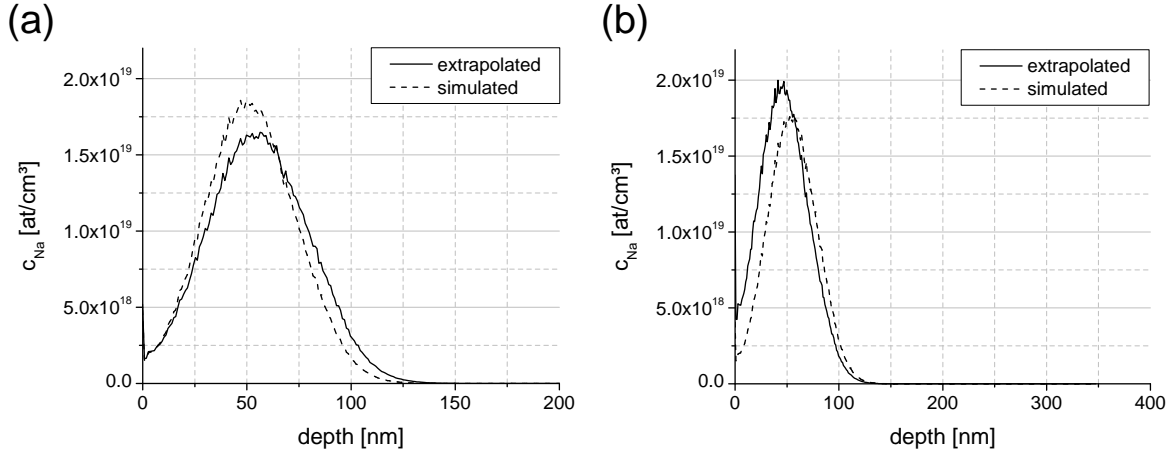 (a)
extrapolated
simulated
2.0x10¹⁹
1.5x10¹⁹
1.0x10¹⁹
5.0x10¹⁸
0.0
c_Na [at/cm³]
0 50 100 150 200
depth [nm]
(b)
extrapolated
simulated
2.0x10¹⁹
1.5x10¹⁹
1.0x10¹⁹
5.0x10¹⁸
0.0
c_Na [at/cm³]
0 50 100 200 300 400
depth [nm]